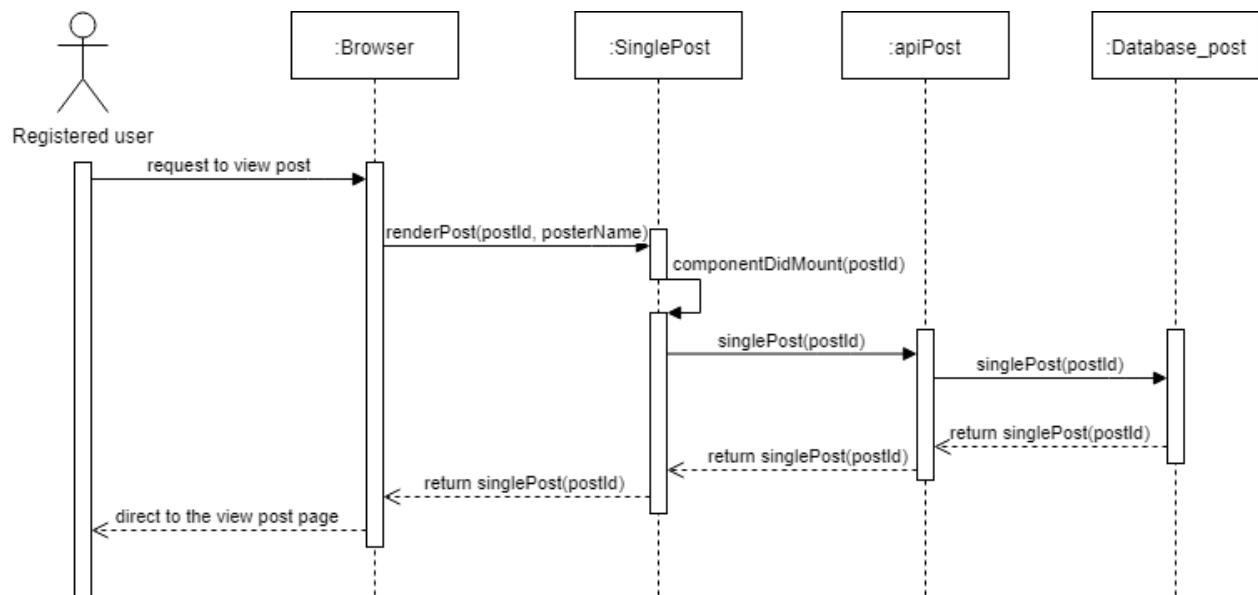 :Browser
:SinglePost
:apiPost
:Database_post
Registered user
request to view post
renderPost(postId, posterName)
componentDidMount(postId)
singlePost(postId)
singlePost(postId)
return singlePost(postId)
return singlePost(postId)
return singlePost(postId)
direct to the view post page